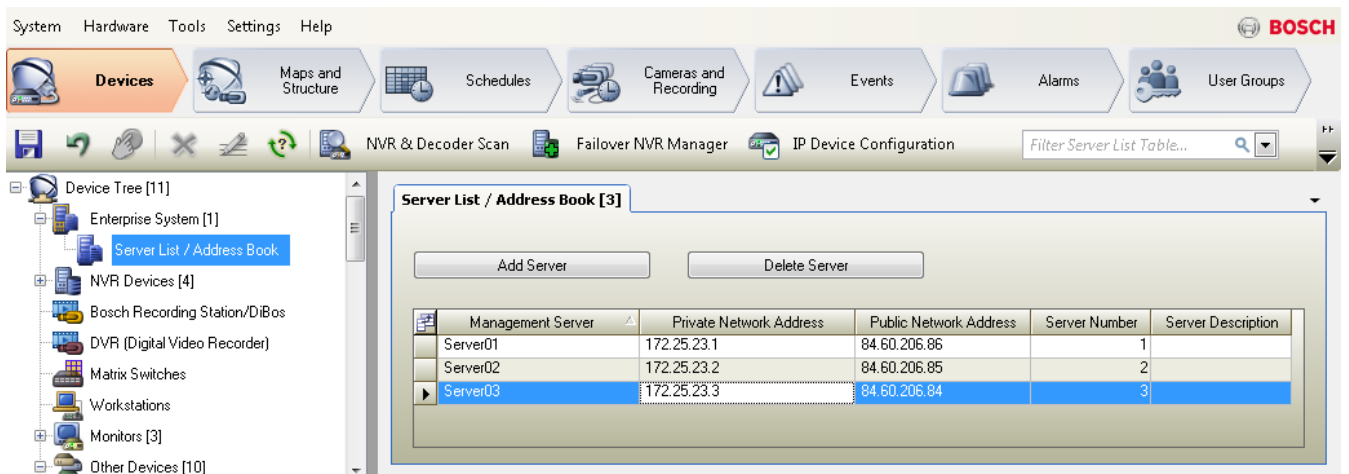 System Hardware Tools Settings Help
BOSCH
Devices
Maps and
Structure
Schedules
Cameras and
Recording
Events
Alarms
User Groups
NVR & Decoder Scan Failover NVR Manager IP Device Configuration Filter Server List Table...
Device Tree [11]
Enterprise System [1]
Server List / Address Book
NVR Devices [4]
Bosch Recording Station/DiBos
DVR (Digital Video Recorder)
Matrix Switches
Workstations
Monitors [3]
Other Devices [10]
Server List / Address Book [3]
Add Server Delete Server
Management Server Private Network Address Public Network Address Server Number Server Description
Server01 172.25.23.1 84.60.206.86 1
Server02 172.25.23.2 84.60.206.85 2
Server03 172.25.23.3 84.60.206.84 3